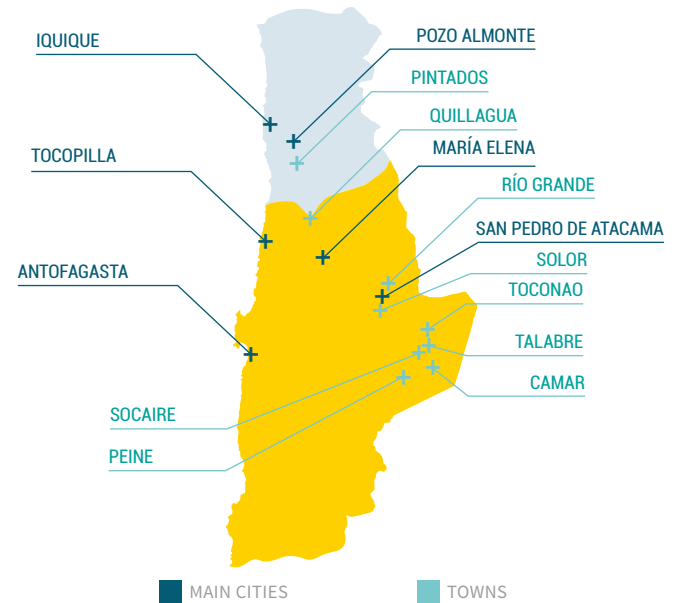 IQUIQUE
POZO ALMONTE
PINTADOS
QUILLAGUA
TOCOPILLA
MARÍA ELENA
RÍO GRANDE
SAN PEDRO DE ATACAMA
SOLOR
ANTOFAGASTA
TOCONAO
TALABRE
CAMAR
SOCAIRE
PEINE
MAIN CITIES
TOWNS